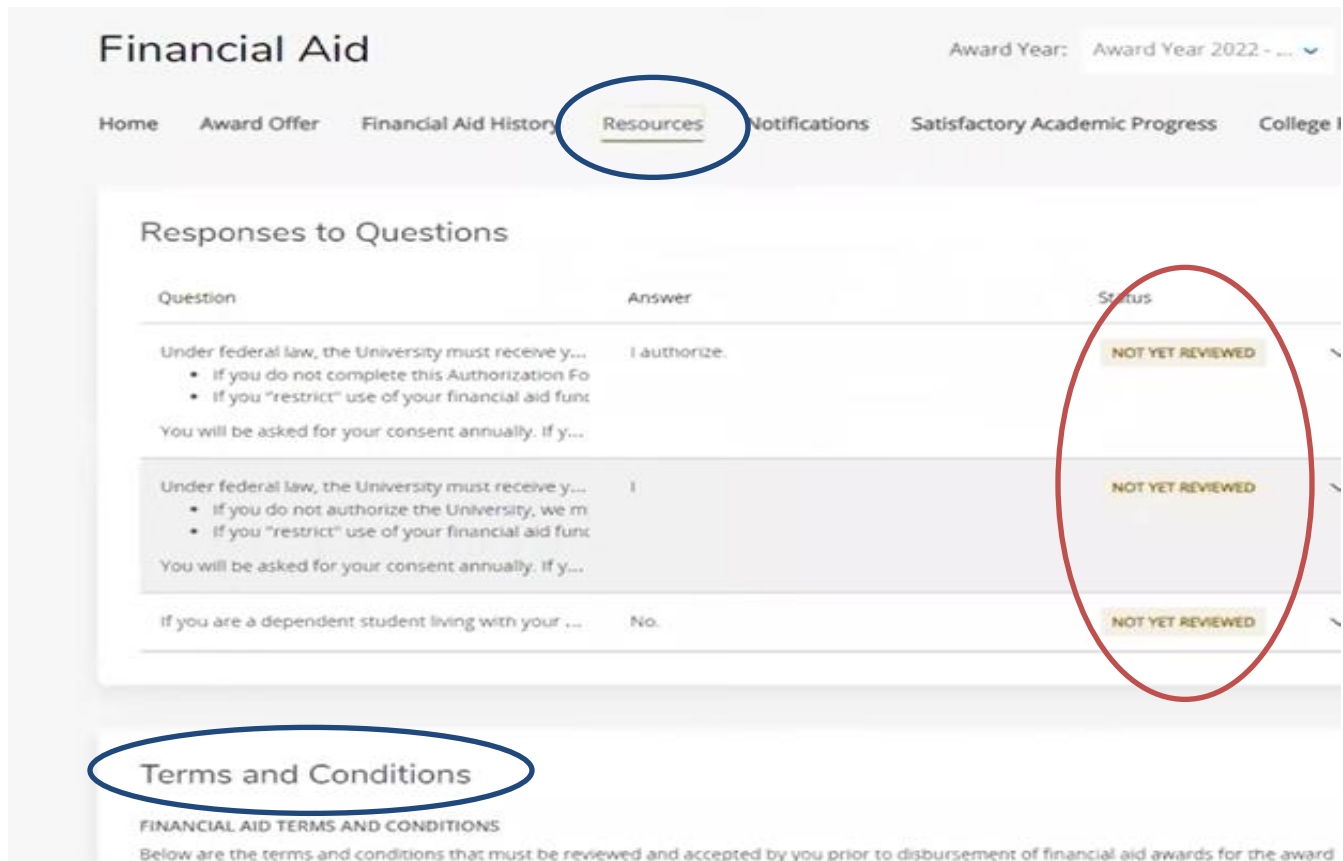 Financial Aid
Award Year: Award Year 2022 - ...
Home Award Offer Financial Aid History Resources Notifications Satisfactory Academic Progress College
Responses to Questions
Question Answer Status
Under federal law, the University must receive y... I authorize. NOT YET REVIEWED
• If you do not complete this Authorization Fo
• If you "restrict" use of your financial aid func
You will be asked for your consent annually. If y...
Under federal law, the University must receive y... I NOT YET REVIEWED
• If you do not authorize the University, we m
• If you "restrict" use of your financial aid func
You will be asked for your consent annually. If y...
If you are a dependent student living with your ... No. NOT YET REVIEWED
Terms and Conditions
FINANCIAL AID TERMS AND CONDITIONS
Below are the terms and conditions that must be reviewed and accepted by you prior to disbursement of financial aid awards for the award